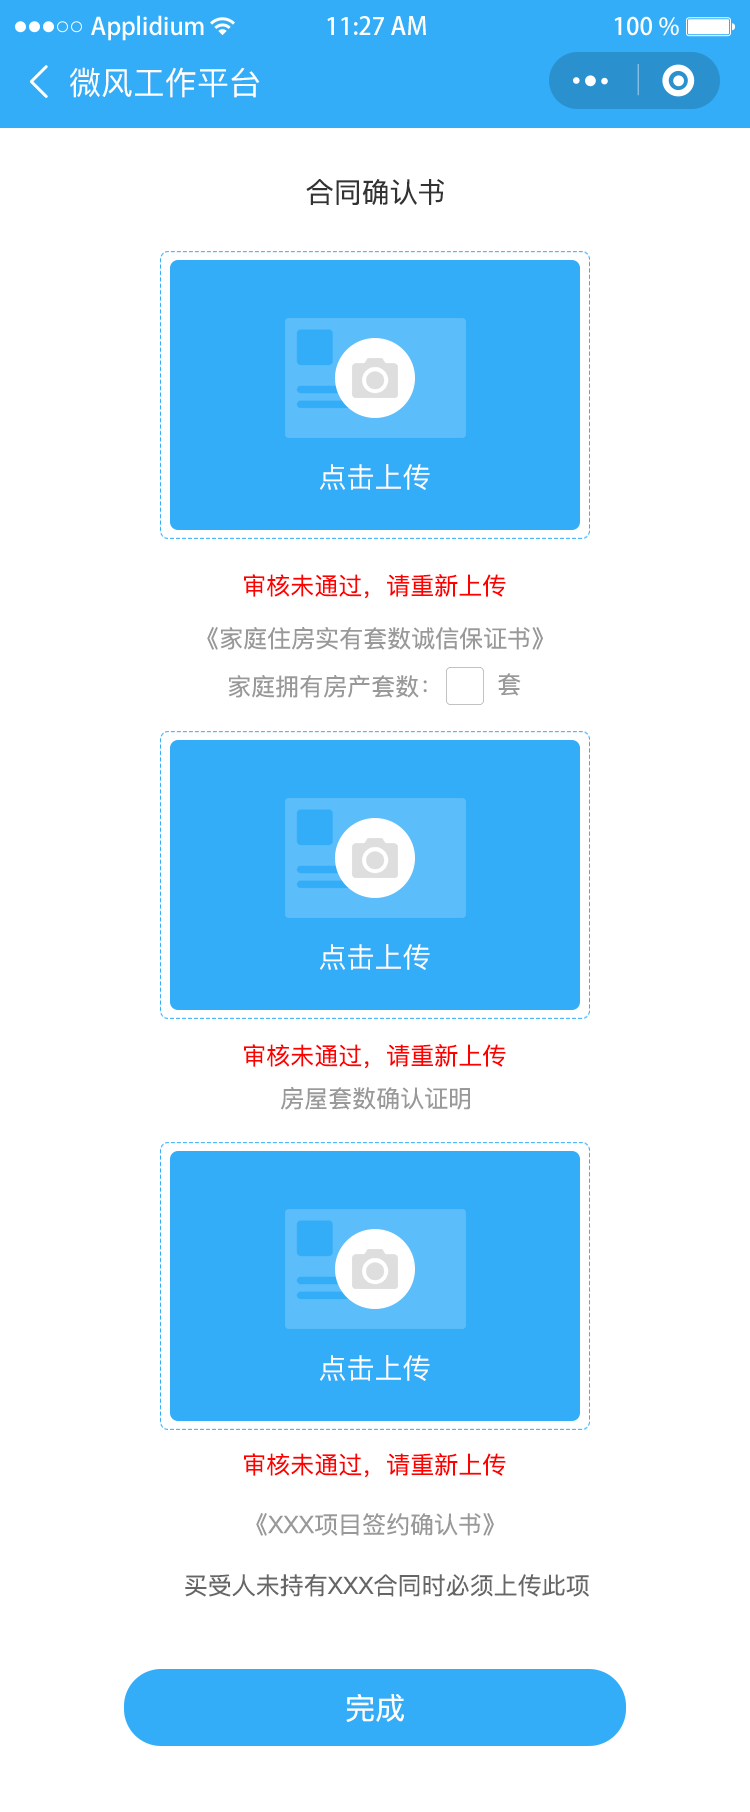 Applidium 11:27 AM 100 %
微风工作平台
合同确认书
点击上传
审核未通过，请重新上传
《家庭住房实有套数诚信保证书》
家庭拥有房产套数： 套
点击上传
审核未通过，请重新上传
房屋套数确认证明
点击上传
审核未通过，请重新上传
《XXX项目签约确认书》
买受人未持有XXX合同时必须上传此项
完成